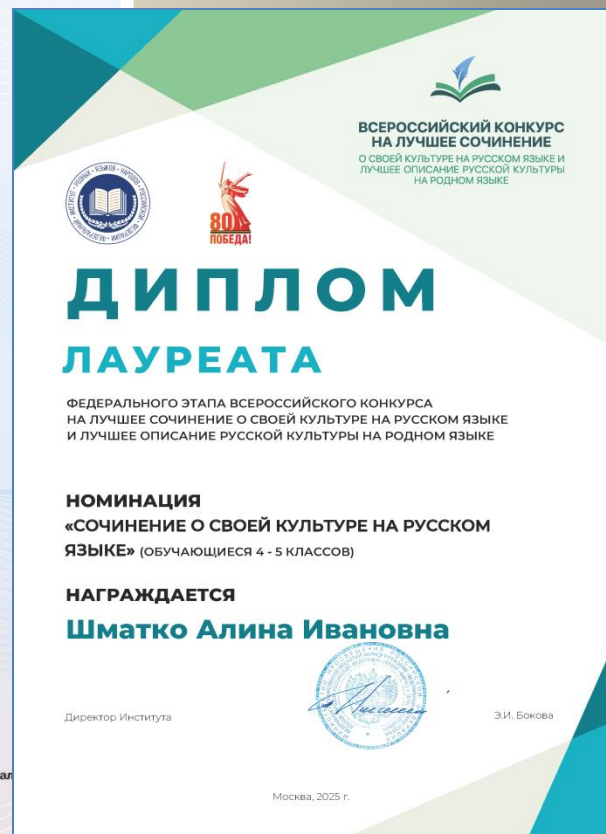 ВСЕРОССИЙСКИЙ КОНКУРС
НА ЛУЧШЕЕ СОЧИНЕНИЕ
О СВОЕЙ КУЛЬТУРЕ НА РУССКОМ ЯЗЫКЕ И
ЛУЧШЕЕ ОПИСАНИЕ РУССКОЙ КУЛЬТУРЫ
НА РОДНОМ ЯЗЫКЕ
80
ПОБЕДА!
ДИПЛОМ
ЛАУРЕАТА
ФЕДЕРАЛЬНОГО ЭТАПА ВСЕРОССИЙСКОГО КОНКУРСА
НА ЛУЧШЕЕ СОЧИНЕНИЕ О СВОЕЙ КУЛЬТУРЕ НА РУССКОМ ЯЗЫКЕ
И ЛУЧШЕЕ ОПИСАНИЕ РУССКОЙ КУЛЬТУРЫ НА РОДНОМ ЯЗЫКЕ
НОМИНАЦИЯ
«СОЧИНЕНИЕ О СВОЕЙ КУЛЬТУРЕ НА РУССКОМ
ЯЗЫКЕ» (ОБУЧАЮЩИЕСЯ 4 - 5 КЛАССОВ)
НАГРАЖДАЕТСЯ
Шматко Алина Ивановна
Директор Института
Э.И. Бокова
Москва, 2025 г.